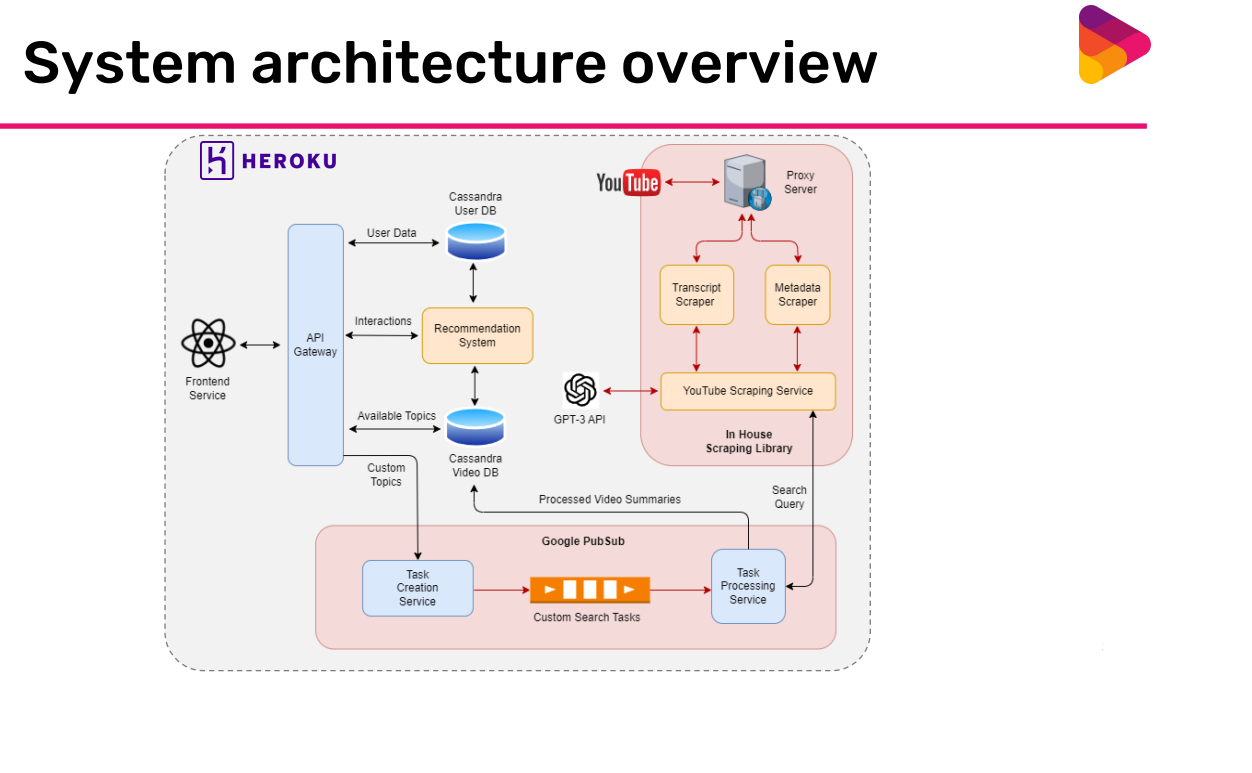 System architecture overview
HEROKU
YouTube
Proxy
Server
Cassandra
User DB
User Data
Transcript
Scraper
Metadata
Scraper
API
Gateway
Interactions
Recommendation
System
Frontend
Service
GPT-3 API
YouTube Scraping Service
Available Topics
In House
Scraping Library
Cassandra
Video DB
Custom
Topics
Search
Query
Processed Video Summaries
Google PubSub
Task
Creation
Service
Custom Search Tasks
Task
Processing
Service